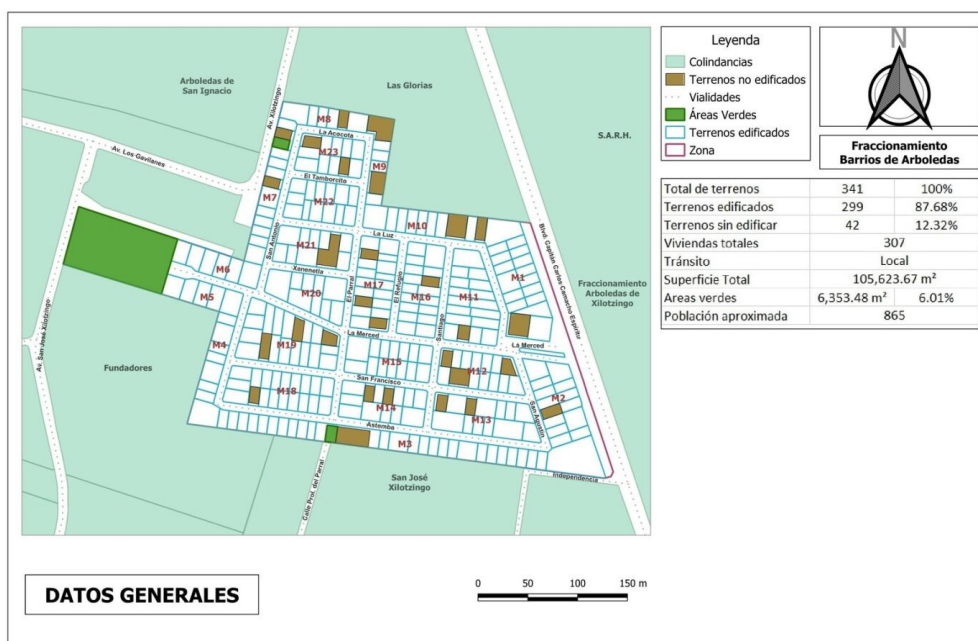 Arboledas de
San Ignacio
Las Glorias
S.A.R.H.
Av. Xilotzingo
Av. Los Gavilanes
M8
La Acocota
M23
M9
El Tamborcito
M7
M22
M10
La Luz
San Antonio
M21
M6
Xanenetla
M1
M5
M20
El Parral
M17
El Refugio
M16
M11
Santiago
Blvd. Capitán Carlos Camacho Espíritu
Fraccionamiento
Arboledas de
Xilotzingo
Av. San José Xilotzingo
M4
M19
La Merced
La Merced
M15
M12
Fundadores
San Francisco
M18
M14
M13
M2
San Agustín
Astomba
M3
Calle Prol. del Parral
San José
Xilotzingo
Independencia
Leyenda
Colindancias
Terrenos no edificados
Vialidades
Áreas Verdes
Terrenos edificados
Zona
N
Fraccionamiento
Barrios de Arboledas
Total de terrenos 341 100%
Terrenos edificados 299 87.68%
Terrenos sin edificar 42 12.32%
Viviendas totales 307
Tránsito Local
Superficie Total 105,623.67 m²
Areas verdes 6,353.48 m² 6.01%
Población aproximada 865
DATOS GENERALES
0 50 100 150 m